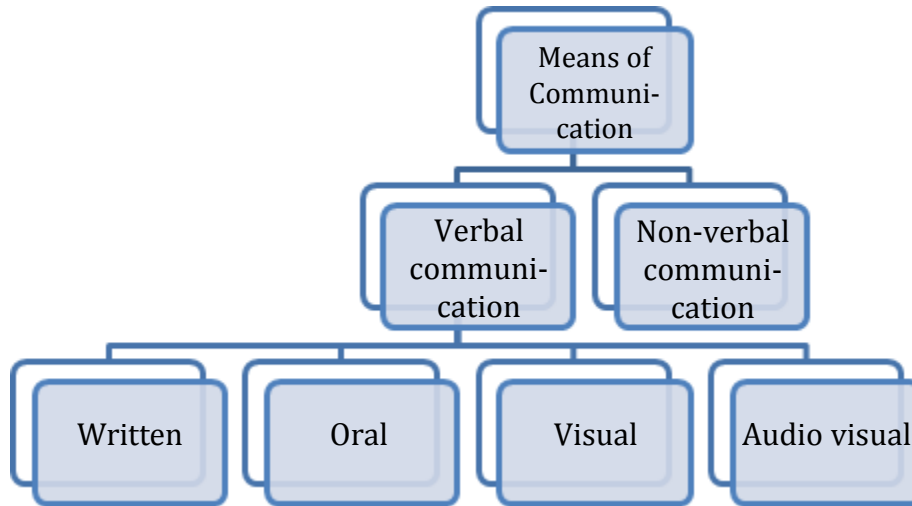 Means of
Communi-
cation
Verbal
communi-
cation
Non-verbal
communi-
cation
Written
Oral
Visual
Audio visual